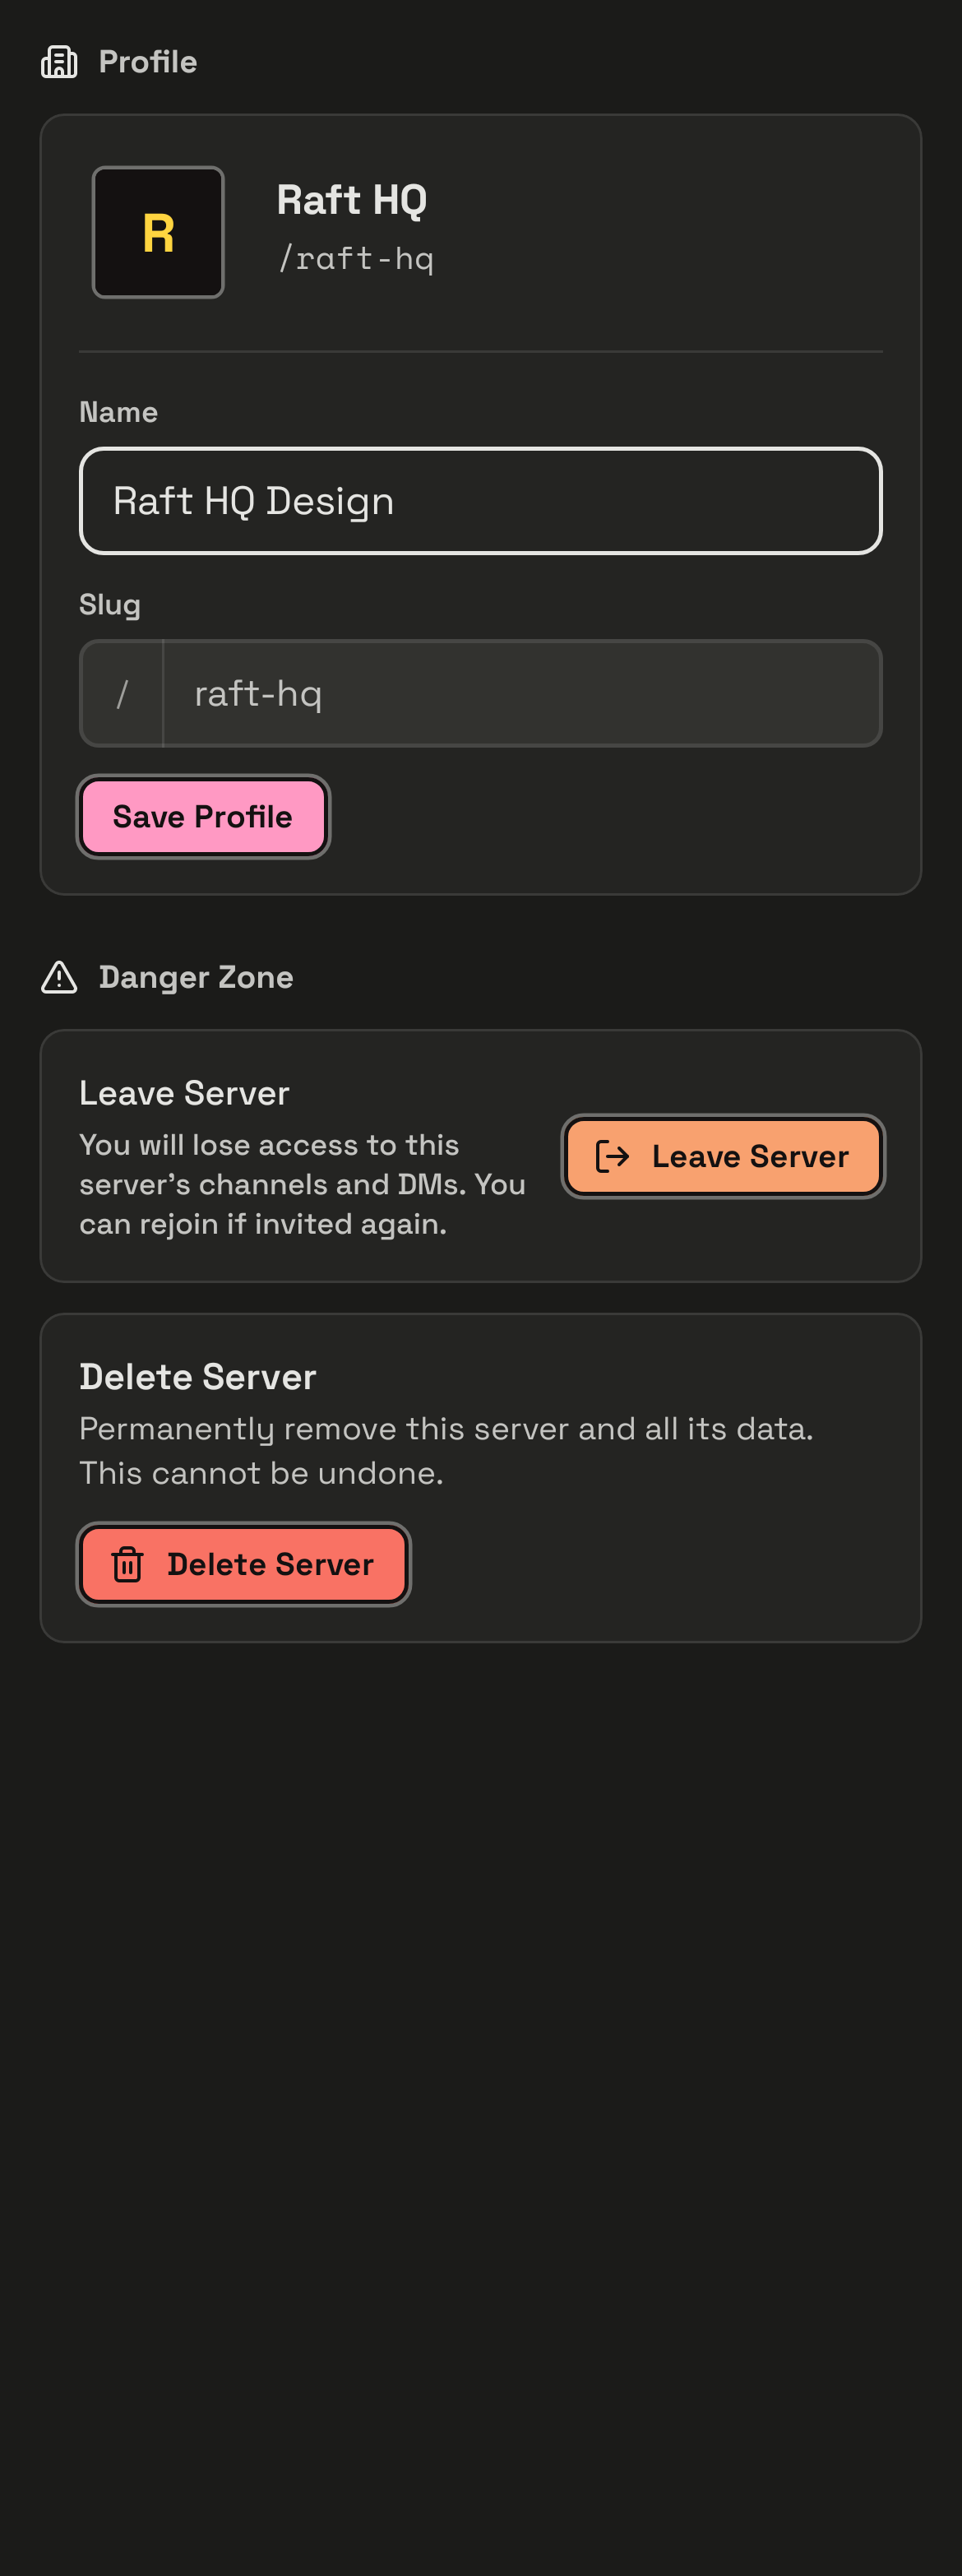 Profile
R
Raft HQ
/raft-hq
Name
Raft HQ Design
Slug
/ raft-hq
Save Profile
Danger Zone
Leave Server
You will lose access to this
server's channels and DMs. You
can rejoin if invited again.
Leave Server
Delete Server
Permanently remove this server and all its data.
This cannot be undone.
Delete Server